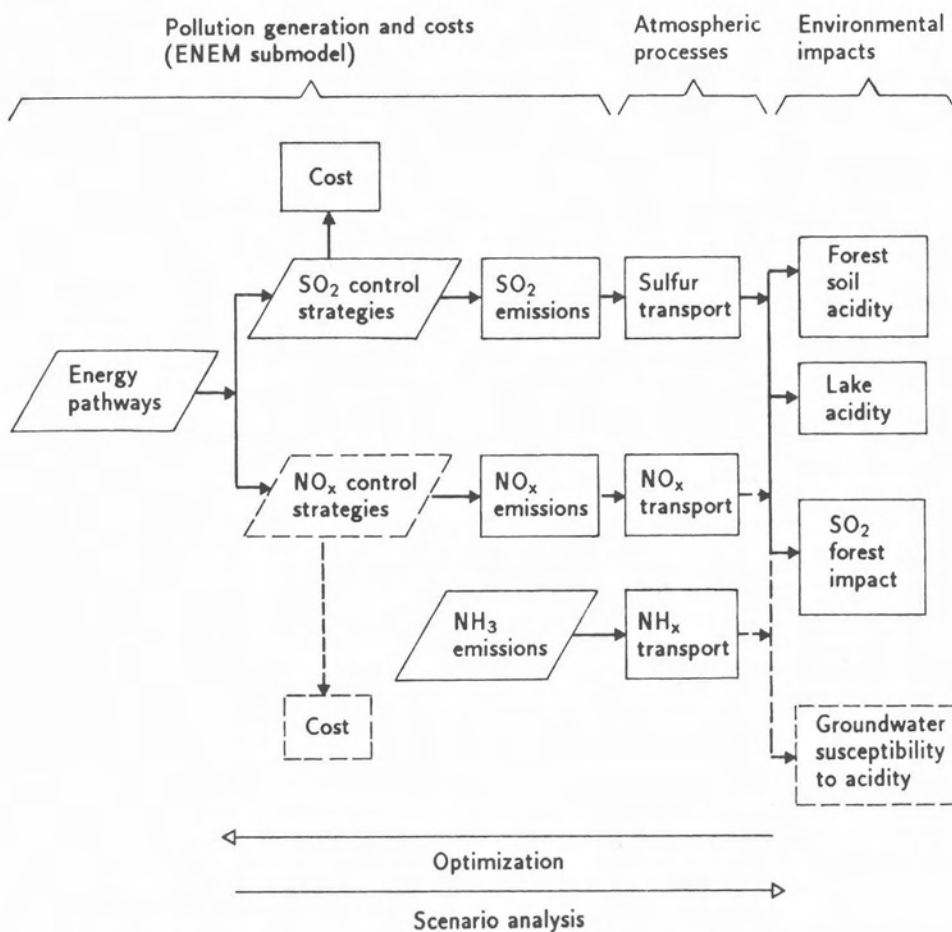 Pollution generation and costs
(ENEM submodel)
Atmospheric
processes
Environmental
impacts
Cost
SO₂ control
strategies
SO₂
emissions
Sulfur
transport
Forest
soil
acidity
Energy
pathways
Lake
acidity
NOₓ control
strategies
NOₓ
emissions
NOₓ
transport
SO₂
forest
impact
NH₃
emissions
NHₓ
transport
Cost
Groundwater
susceptibility
to acidity
Optimization
Scenario analysis